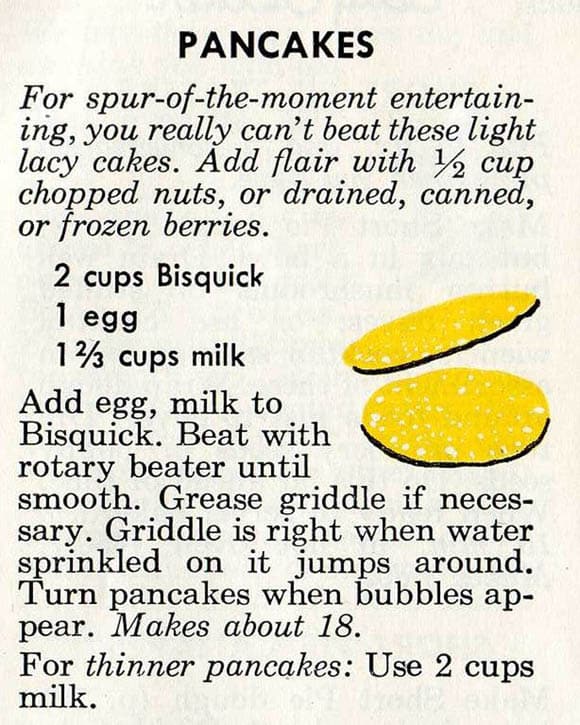 PANCAKES
For spur-of-the-moment entertain-
ing, you really can't beat these light
lacy cakes. Add flair with ½ cup
chopped nuts, or drained, canned,
or frozen berries.
2 cups Bisquick
1 egg
1 ⅔ cups milk
Add egg, milk to
Bisquick. Beat with
rotary beater until
smooth. Grease griddle if neces-
sary. Griddle is right when water
sprinkled on it jumps around.
Turn pancakes when bubbles ap-
pear. Makes about 18.
For thinner pancakes: Use 2 cups
milk.